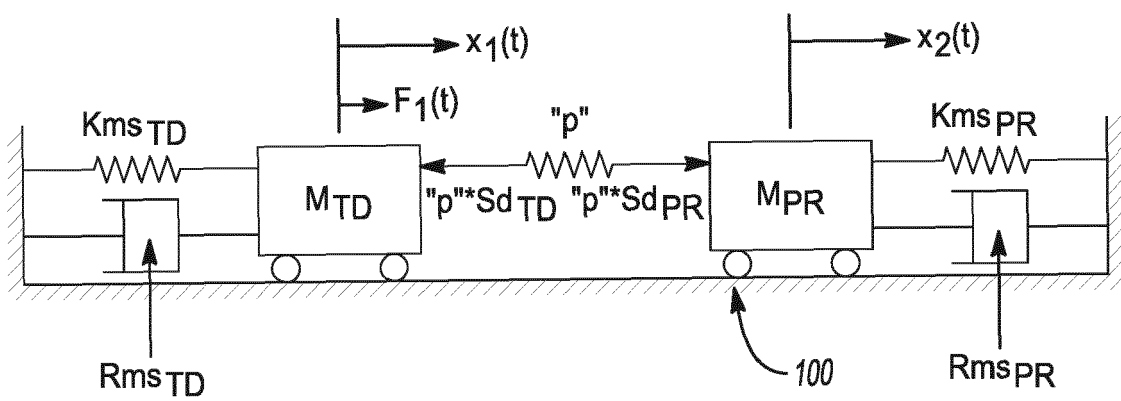 x1(t)
x2(t)
F1(t)
KmsTD
"p"
KmsPR
MTD
"p"*SdTD
"p"*SdPR
MPR
RmsTD
100
RmsPR